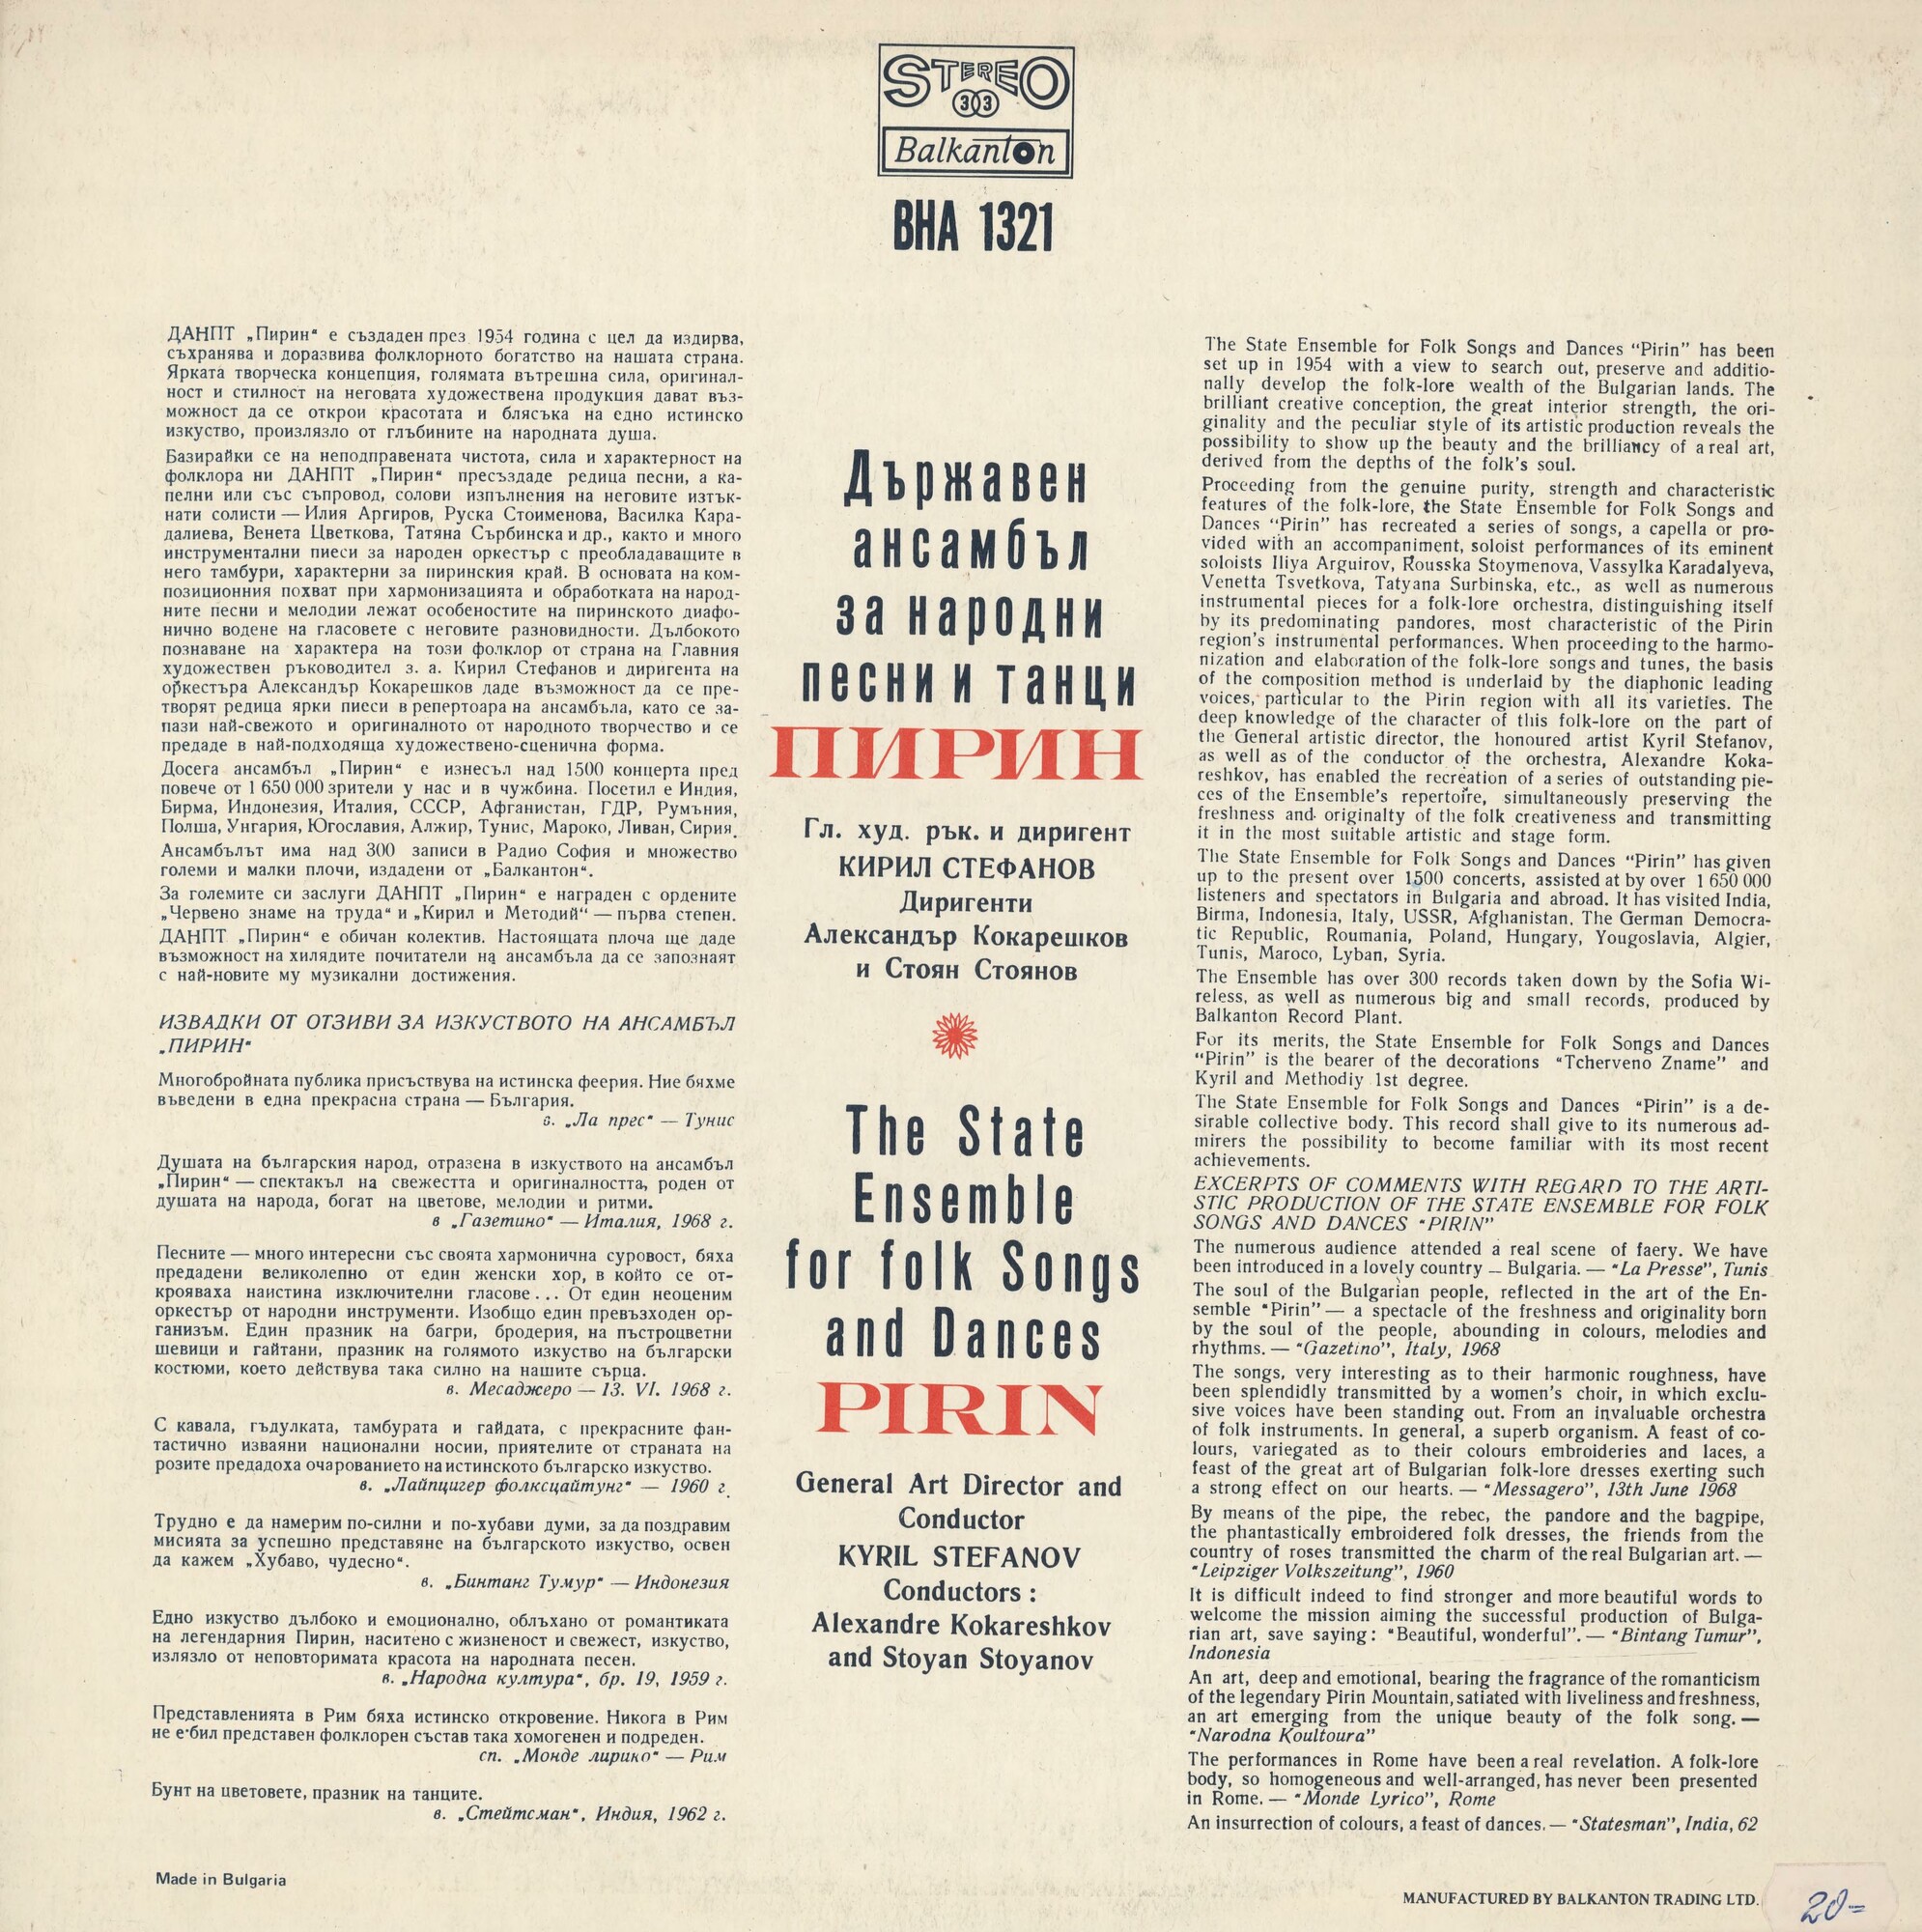 STEREO
33
Balkanton
ВНА 1321
ДАНПТ „Пирин“ е създаден през 1954 година с цел да издирва,
съхранява и доразвива фолклорното богатство на нашата страна.
Ярката творческа концепция, голямата вътрешна сила, оригинал-
ност и стилност на неговата художествена продукция дават въз-
можност да се открои красотата и блясъка на едно истинско
изкуство, произлязло от глъбините на народната душа.
Базирайки се на неподправената чистота, сила и характерност на
фолклора ни ДАНПТ „Пирин“ пресъздаде редица песни, а ка-
пелни или със съпровод, солови изпълнения на неговите изтък-
нати солисти — Илия Аргиров, Руска Стоименова, Василка Кара-
далиева, Венета Цветкова, Татяна Сърбинска и др., както и много
инструментални пиеси за народен оркестър с преобладаващите в
него тамбури, характерни за пиринския край. В основата на ком-
позиционния похват при хармонизацията и обработката на народ-
ните песни и мелодии лежат особеностите на пиринското диафо-
нично водене на гласовете с неговите разновидности. Дълбокото
познаване на характера на този фолклор от страна на Главния
художествен ръководител з. а. Кирил Стефанов и диригента на
оркестъра Александър Кокарешков даде възможност да се пре-
творят редица ярки пиеси в репертоара на ансамбъла, като се за-
пази най-свежото и оригиналното от народното творчество и се
предаде в най-подходяща художествено-сценична форма.
Досега ансамбъл „Пирин“ е изнесъл над 1500 концерта пред
повече от 1 650 000 зрители у нас и в чужбина. Посетил е Индия,
Бирма, Индонезия, Италия, СССР, Афганистан, ГДР, Румъния,
Полша, Унгария, Югославия, Алжир, Тунис, Мароко, Ливан, Сирия.
Ансамбълът има над 300 записи в Радио София и множество
големи и малки плочи, издадени от „Балкантон“.
За големите си заслуги ДАНПТ „Пирин“ е награден с ордените
„Червено знаме на труда“ и „Кирил и Методий“ — първа степен.
ДАНПТ „Пирин“ е обичан колектив. Настоящата плоча ще даде
възможност на хилядите почитатели на ансамбъла да се запознаят
с най-новите му музикални достижения.
ИЗВАДКИ ОТ ОТЗИВИ ЗА ИЗКУСТВОТО НА АНСАМБЪЛ
„ПИРИН“
Многобройната публика присъствува на истинска феерия. Ние бяхме
въведени в една прекрасна страна — България.
в. „Ла прес“ — Тунис
Душата на българския народ, отразена в изкуството на ансамбъл
„Пирин“ — спектакъл на свежестта и оригиналността, роден от
душата на народа, богат на цветове, мелодии и ритми.
в „Газетино“ — Италия, 1968 г.
Песните — много интересни със своята хармонична суровост, бяха
предадени великолепно от един женски хор, в който се от-
крояваха наистина изключителни гласове... От един неоценим
оркестър от народни инструменти. Изобщо един превъзходен ор-
ганизъм. Един празник на багри, бродерия, на пъстроцветни
шевици и гайтани, празник на голямото изкуство на български
костюми, което действува така силно на нашите сърца.
в. Месаджеро — 13. VI. 1968 г.
С кавала, гъдулката, тамбурата и гайдата, с прекрасните фан-
тастично изваяни национални носии, приятелите от страната на
розите предадоха очарованието на истинското българско изкуство.
в. „Лайпцигер фолксцайтунг“ — 1960 г.
Трудно е да намерим по-силни и по-хубави думи, за да поздравим
мисията за успешно представяне на българското изкуство, освен
да кажем „Хубаво, чудесно“.
в. „Бинтанг Тумур“ — Индонезия
Едно изкуство дълбоко и емоционално, облъхано от романтиката
на легендарния Пирин, наситено с жизненост и свежест, изкуство,
излязло от неповторимата красота на народната песен.
в. „Народна култура“, бр. 19, 1959 г.
Представленията в Рим бяха истинско откровение. Никога в Рим
не е бил представен фолклорен състав така хомогенен и подреден.
сп. „Монде лирико“ — Рим
Бунт на цветовете, празник на танците.
в. „Стейтсман“, Индия, 1962 г.
Made in Bulgaria
Държавен
ансамбъл
за народни
песни и танци
ПИРИН
Гл. худ. рък. и диригент
КИРИЛ СТЕФАНОВ
Диригенти
Александър Кокарешков
и Стоян Стоянов
The State
Ensemble
for folk Songs
and Dances
PIRIN
General Art Director and
Conductor
KYRIL STEFANOV
Conductors :
Alexandre Kokareshkov
and Stoyan Stoyanov
The State Ensemble for Folk Songs and Dances “Pirin” has been
set up in 1954 with a view to search out, preserve and additio-
nally develop the folk-lore wealth of the Bulgarian lands. The
brilliant creative conception, the great interior strength, the ori-
ginality and the peculiar style of its artistic production reveals the
possibility to show up the beauty and the brilliancy of a real art,
derived from the depths of the folk's soul.
Proceeding from the genuine purity, strength and characteristic
features of the folk-lore, the State Ensemble for Folk Songs and
Dances “Pirin” has recreated a series of songs, a capella or pro-
vided with an accompaniment, soloist performances of its eminent
soloists Iliya Arguirov, Rousska Stoymenova, Vassylka Karadalyeva,
Venetta Tsvetkova, Tatyana Surbinska, etc., as well as numerous
instrumental pieces for a folk-lore orchestra, distinguishing itself
by its predominating pandores, most characteristic of the Pirin
region's instrumental performances. When proceeding to the harmo-
nization and elaboration of the folk-lore songs and tunes, the basis
of the composition method is underlaid by the diaphonic leading
voices, particular to the Pirin region with all its varieties. The
deep knowledge of the character of this folk-lore on the part of
the General artistic director, the honoured artist Kyril Stefanov,
as well as of the conductor of the orchestra, Alexandre Koka-
reshkov, has enabled the recreation of a series of outstanding pie-
ces of the Ensemble's repertoire, simultaneously preserving the
freshness and originalty of the folk creativeness and transmitting
it in the most suitable artistic and stage form.
The State Ensemble for Folk Songs and Dances “Pirin” has given
up to the present over 1500 concerts, assisted at by over 1 650 000
listeners and spectators in Bulgaria and abroad. It has visited India,
Birma, Indonesia, Italy, USSR, Afghanistan, The German Democra-
tic Republic, Roumania, Poland, Hungary, Yougoslavia, Algier,
Tunis, Maroco, Lyban, Syria.
The Ensemble has over 300 records taken down by the Sofia Wi-
reless, as well as numerous big and small records, produced by
Balkanton Record Plant.
For its merits, the State Ensemble for Folk Songs and Dances
“Pirin” is the bearer of the decorations “Tcherveno Zname” and
Kyril and Methodiy 1st degree.
The State Ensemble for Folk Songs and Dances “Pirin” is a de-
sirable collective body. This record shall give to its numerous ad-
mirers the possibility to become familiar with its most recent
achievements.
EXCERPTS OF COMMENTS WITH REGARD TO THE ARTI-
STIC PRODUCTION OF THE STATE ENSEMBLE FOR FOLK
SONGS AND DANCES “PIRIN”
The numerous audience attended a real scene of faery. We have
been introduced in a lovely country — Bulgaria. — “La Presse”, Tunis
The soul of the Bulgarian people, reflected in the art of the En-
semble “Pirin” — a spectacle of the freshness and originality born
by the soul of the people, abounding in colours, melodies and
rhythms. — “Gazetino”, Italy, 1968
The songs, very interesting as to their harmonic roughness, have
been splendidly transmitted by a women's choir, in which exclu-
sive voices have been standing out. From an invaluable orchestra
of folk instruments. In general, a superb organism. A feast of co-
lours, variegated as to their colours embroideries and laces, a
feast of the great art of Bulgarian folk-lore dresses exerting such
a strong effect on our hearts. — “Messagero”, 13th June 1968
By means of the pipe, the rebec, the pandore and the bagpipe,
the phantastically embroidered folk dresses, the friends from the
country of roses transmitted the charm of the real Bulgarian art. —
“Leipziger Volkszeitung”, 1960
It is difficult indeed to find stronger and more beautiful words to
welcome the mission aiming the successful production of Bulga-
rian art, save saying: “Beautiful, wonderful”. — “Bintang Tumur”,
Indonesia
An art, deep and emotional, bearing the fragrance of the romanticism
of the legendary Pirin Mountain, satiated with liveliness and freshness,
an art emerging from the unique beauty of the folk song. —
“Narodna Koultoura”
The performances in Rome have been a real revelation. A folk-lore
body, so homogeneous and well-arranged, has never been presented
in Rome. — “Monde Lyrico”, Rome
An insurrection of colours, a feast of dances. — “Statesman”, India, 62
MANUFACTURED BY BALKANTON TRADING LTD.
20=